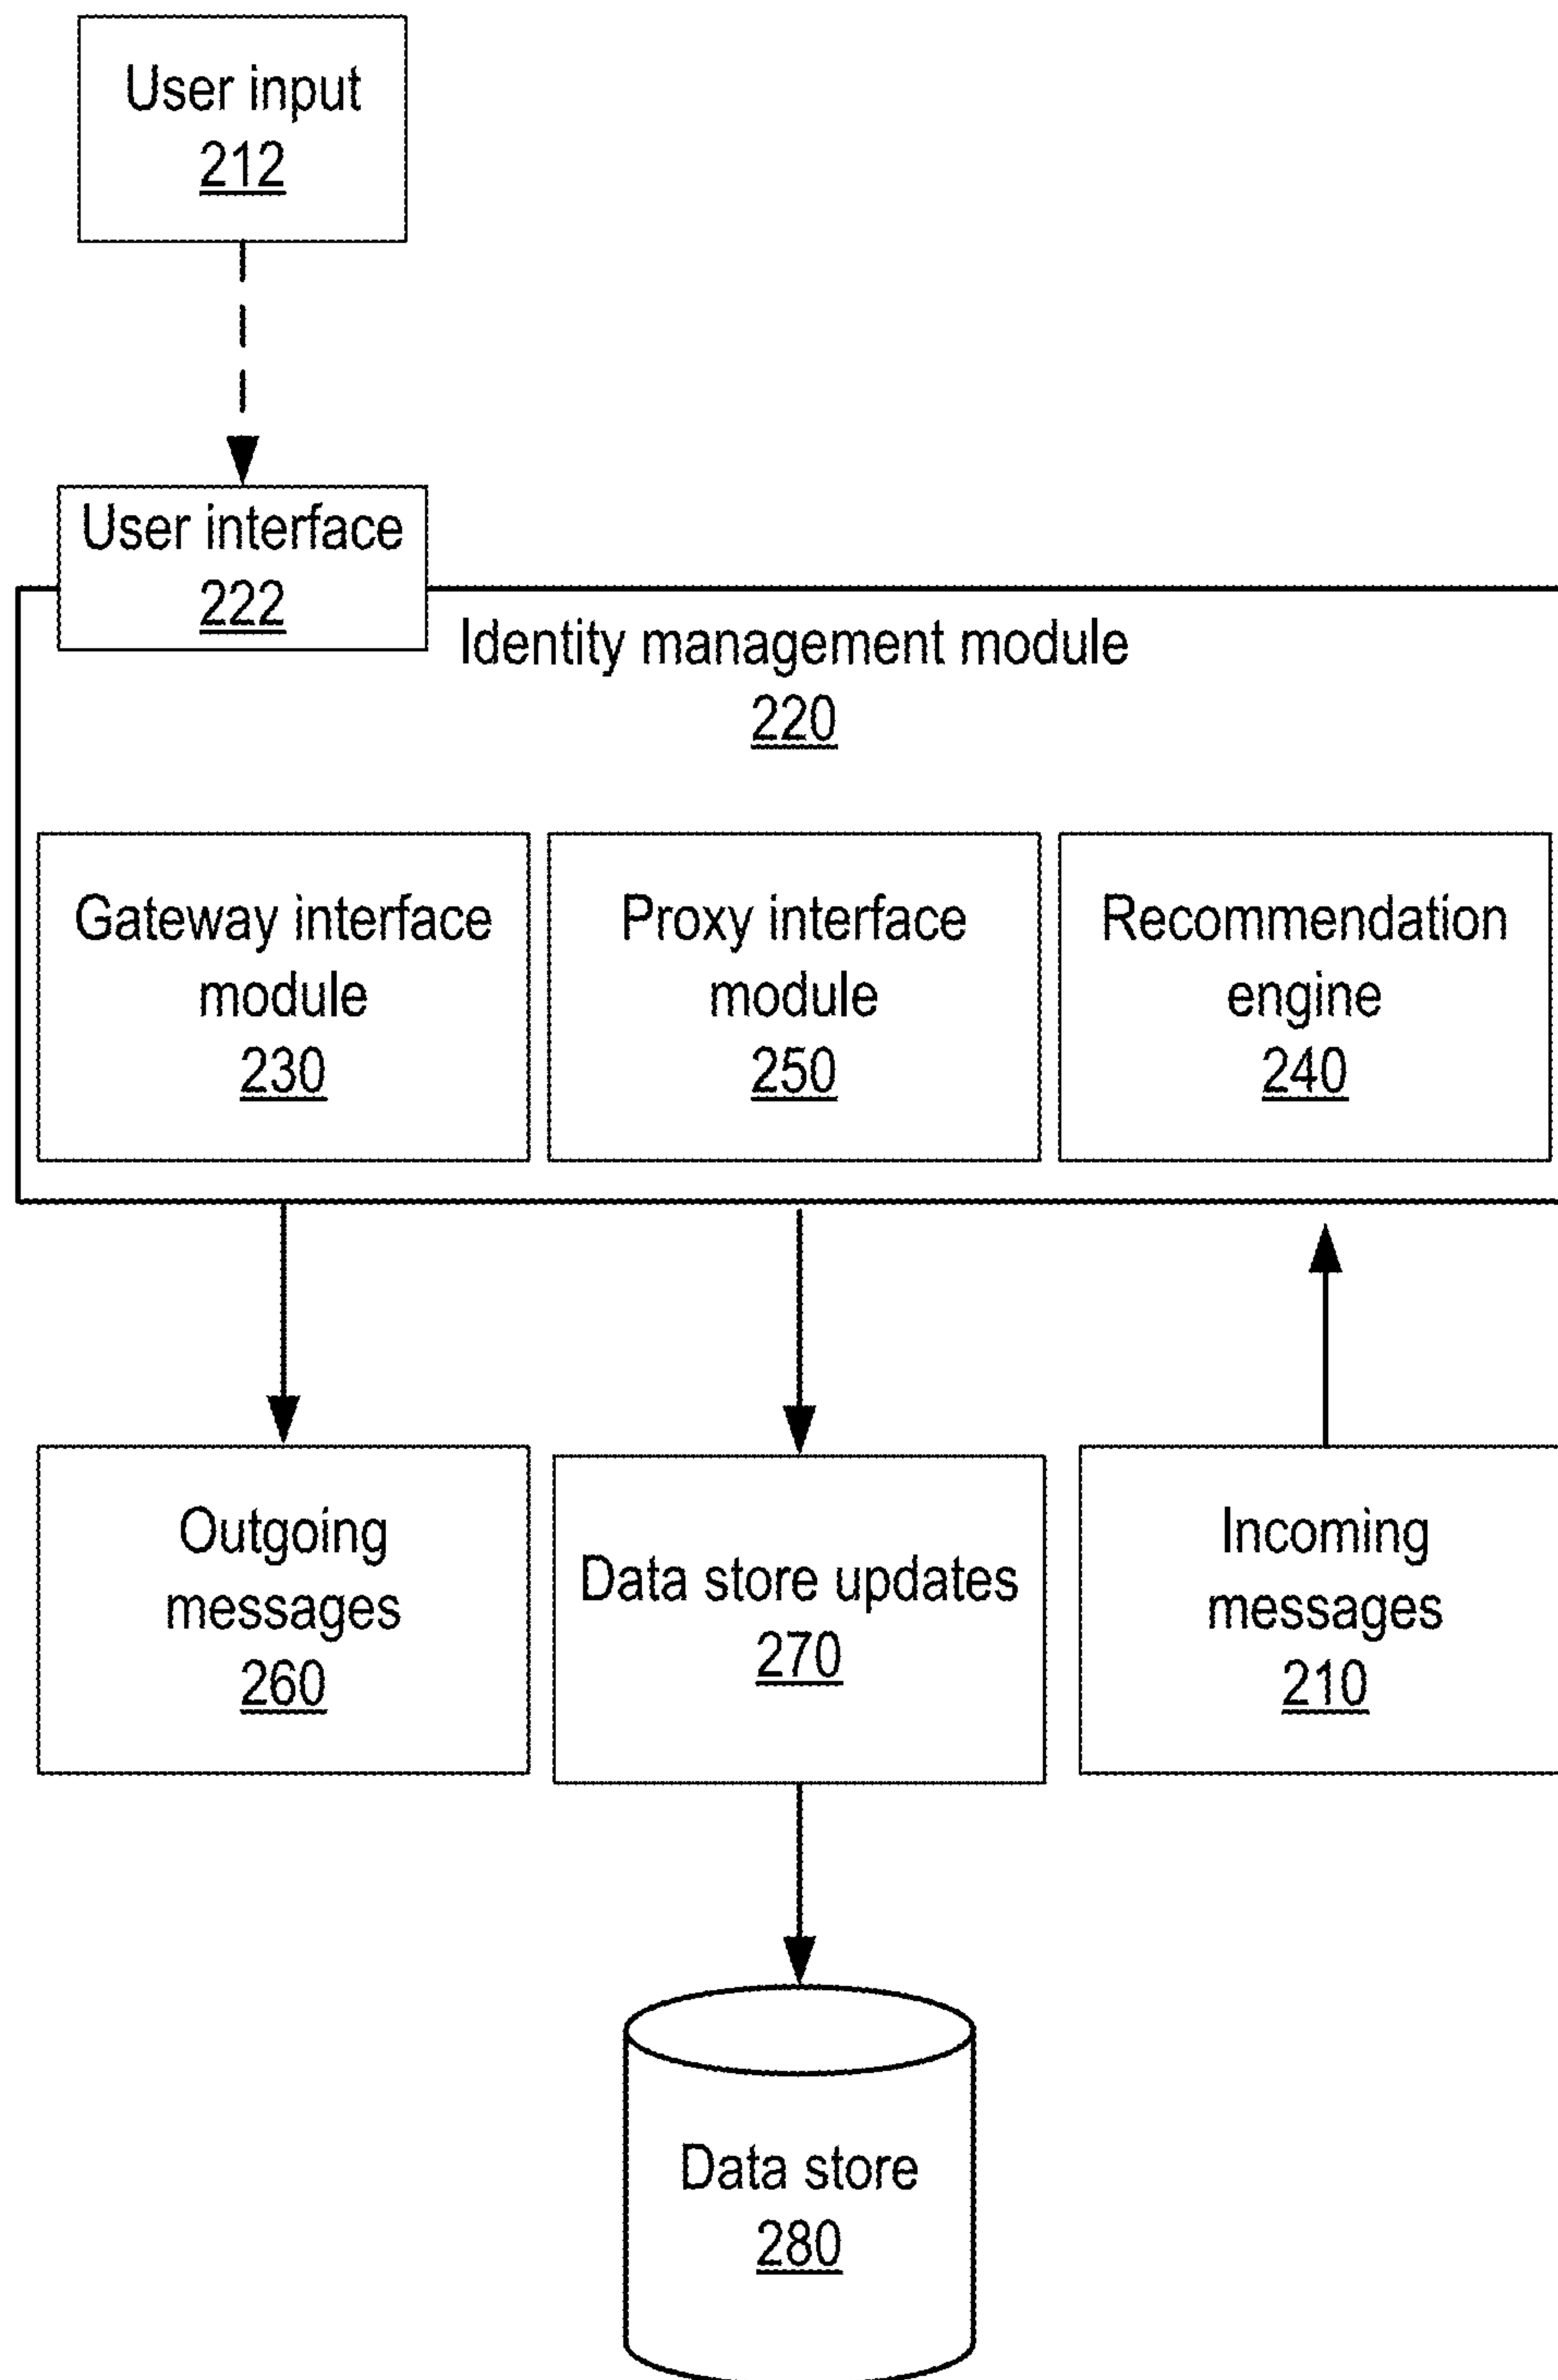 User input
212
User interface
222
Identity management module
220
Gateway interface
module
230
Proxy interface
module
250
Recommendation
engine
240
Outgoing
messages
260
Data store updates
270
Incoming
messages
210
Data store
280